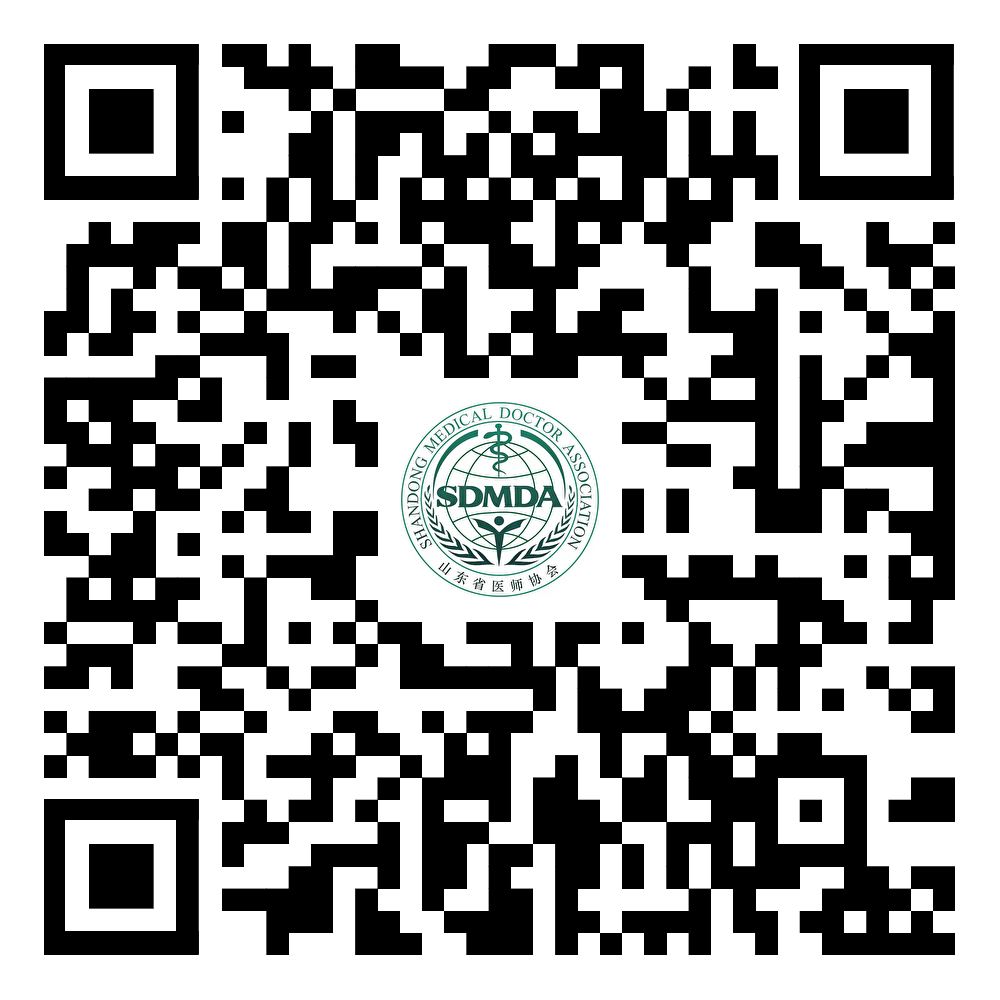 SHANDONG MEDICAL DOCTOR ASSOCIATION
SDMDA
山东省医师协会